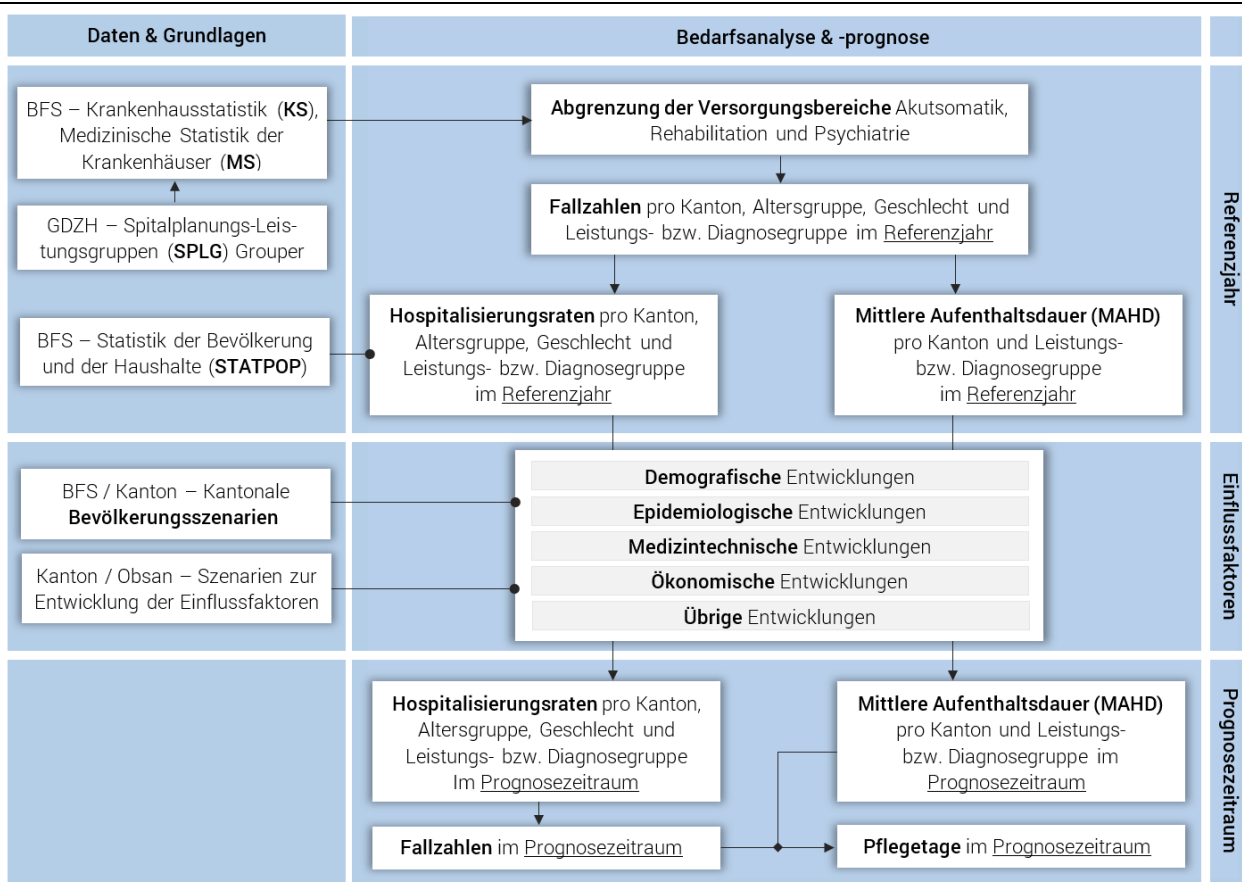 Daten & Grundlagen
Bedarfsanalyse & -prognose
BFS – Krankenhausstatistik (KS),
Medizinische Statistik der
Krankenhäuser (MS)
GDZH – Spitalplanungs-Leis-
tungsgruppen (SPLG) Grouper
BFS – Statistik der Bevölkerung
und der Haushalte (STATPOP)
Abgrenzung der Versorgungsbereiche Akutsomatik,
Rehabilitation und Psychiatrie
Fallzahlen pro Kanton, Altersgruppe, Geschlecht und
Leistungs- bzw. Diagnosegruppe im Referenzjahr
Hospitalisierungsraten pro Kanton,
Altersgruppe, Geschlecht und
Leistungs- bzw. Diagnosegruppe
im Referenzjahr
Mittlere Aufenthaltsdauer (MAHD)
pro Kanton und Leistungs-
bzw. Diagnosegruppe
im Referenzjahr
Referenzjahr
BFS / Kanton – Kantonale
Bevölkerungsszenarien
Kanton / Obsan – Szenarien zur
Entwicklung der Einflussfaktoren
Demografische Entwicklungen
Epidemiologische Entwicklungen
Medizintechnische Entwicklungen
Ökonomische Entwicklungen
Übrige Entwicklungen
Einflussfaktoren
Hospitalisierungsraten pro Kanton,
Altersgruppe, Geschlecht und
Leistungs- bzw. Diagnosegruppe
Im Prognosezeitraum
Mittlere Aufenthaltsdauer (MAHD)
pro Kanton und Leistungs-
bzw. Diagnosegruppe im
Prognosezeitraum
Fallzahlen im Prognosezeitraum
Pflegetage im Prognosezeitraum
Prognosezeitraum